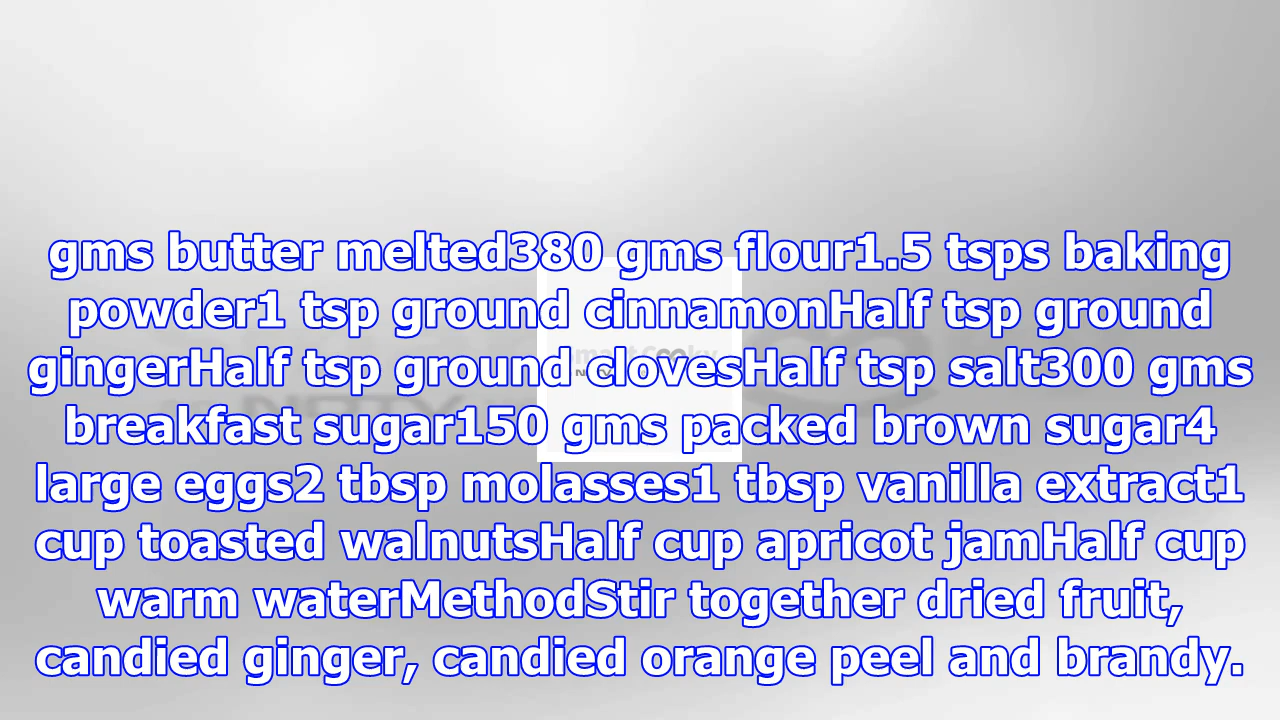 gms butter melted380 gms flour1.5 tsps baking
powder1 tsp ground cinnamonHalf tsp ground
gingerHalf tsp ground clovesHalf tsp salt300 gms
breakfast sugar150 gms packed brown sugar4
large eggs2 tbsp molasses1 tbsp vanilla extract1
cup toasted walnutsHalf cup apricot jamHalf cup
warm waterMethodStir together dried fruit,
candied ginger, candied orange peel and brandy.